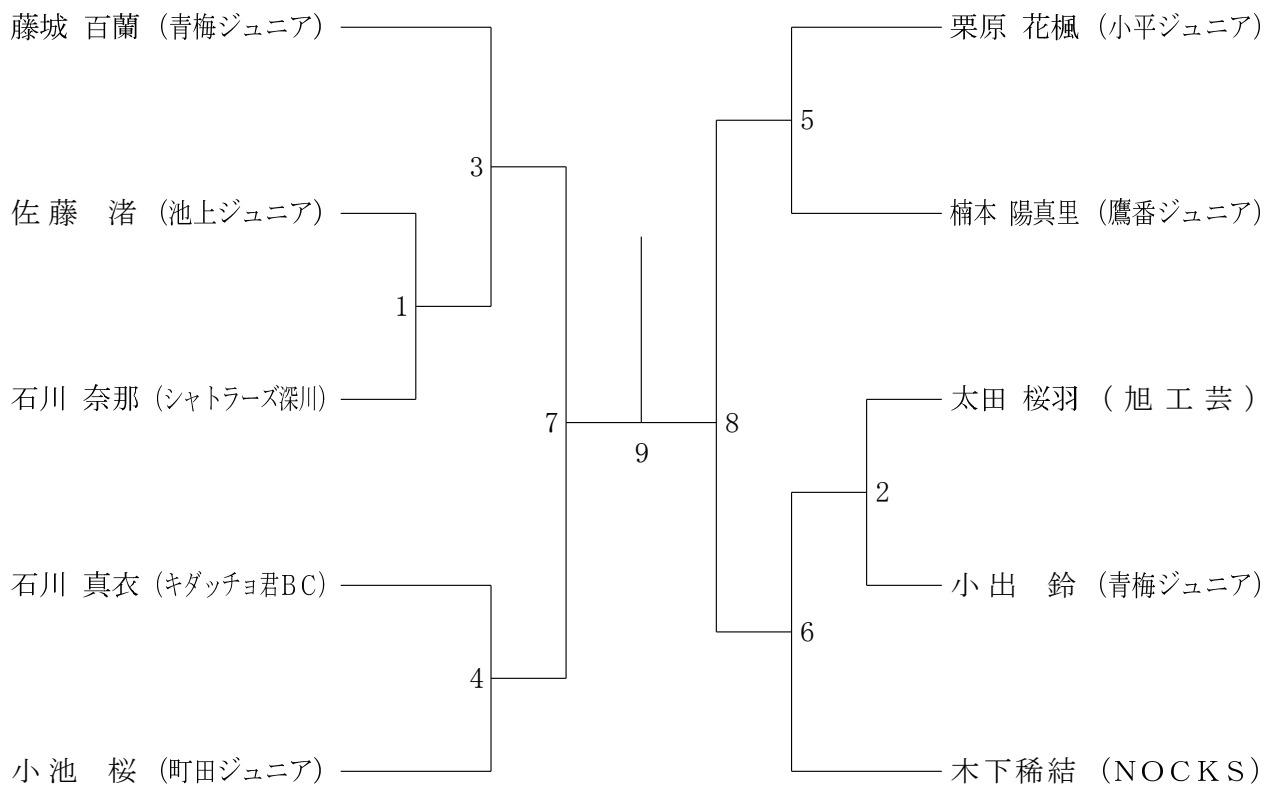 藤城 百蘭 (青梅ジュニア)
3
佐藤 渚 (池上ジュニア)
1
石川 奈那 (シャトラーズ深川)
7
石川 真衣 (キダッチョ君BC)
4
小池 桜 (町田ジュニア)
9
栗原 花楓 (小平ジュニア)
5
楠本 陽真里 (鷹番ジュニア)
8
太田 桜羽 (旭工芸)
2
小出 鈴 (青梅ジュニア)
6
木下稀結 (NOCKS)